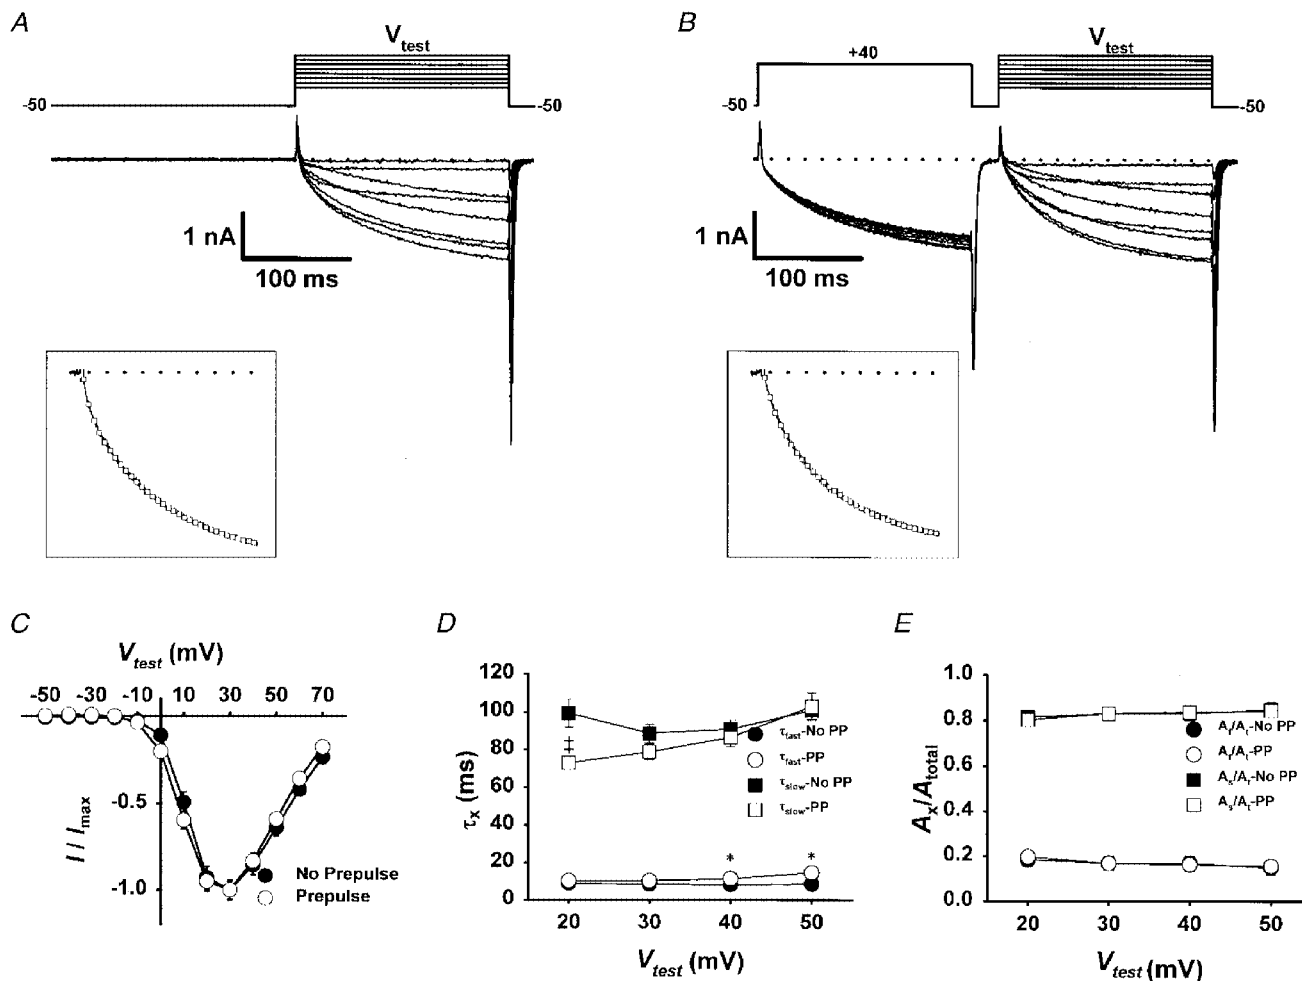 A
V_test
-50
-50
1 nA
100 ms
B
+40
V_test
-50
-50
1 nA
100 ms
C
V_test (mV)
-50 -30 -10 10 30 50 70
-0.5
-1.0
I / I_max
No Prepulse
Prepulse
D
120
100
80
60
40
20
0
τ_x (ms)
‡
* *
τ_fast-No PP
τ_fast-PP
τ_slow-No PP
τ_slow-PP
20 30 40 50
V_test (mV)
E
1.0
0.8
0.6
0.4
0.2
0.0
A_x/A_total
A_f/A_t-No PP
A_f/A_t-PP
A_s/A_t-No PP
A_s/A_t-PP
20 30 40 50
V_test (mV)